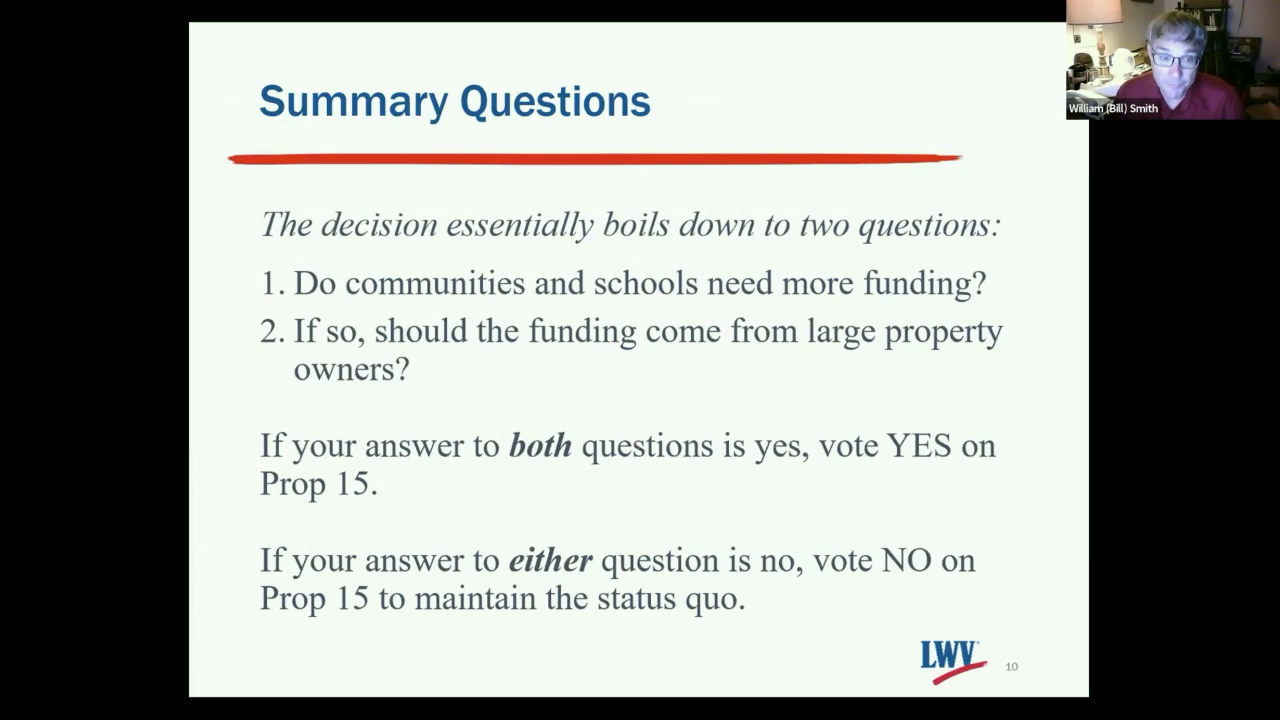 Summary Questions
William (Bill) Smith
The decision essentially boils down to two questions:
1. Do communities and schools need more funding?
2. If so, should the funding come from large property
owners?
If your answer to both questions is yes, vote YES on
Prop 15.
If your answer to either question is no, vote NO on
Prop 15 to maintain the status quo.
LWV
10